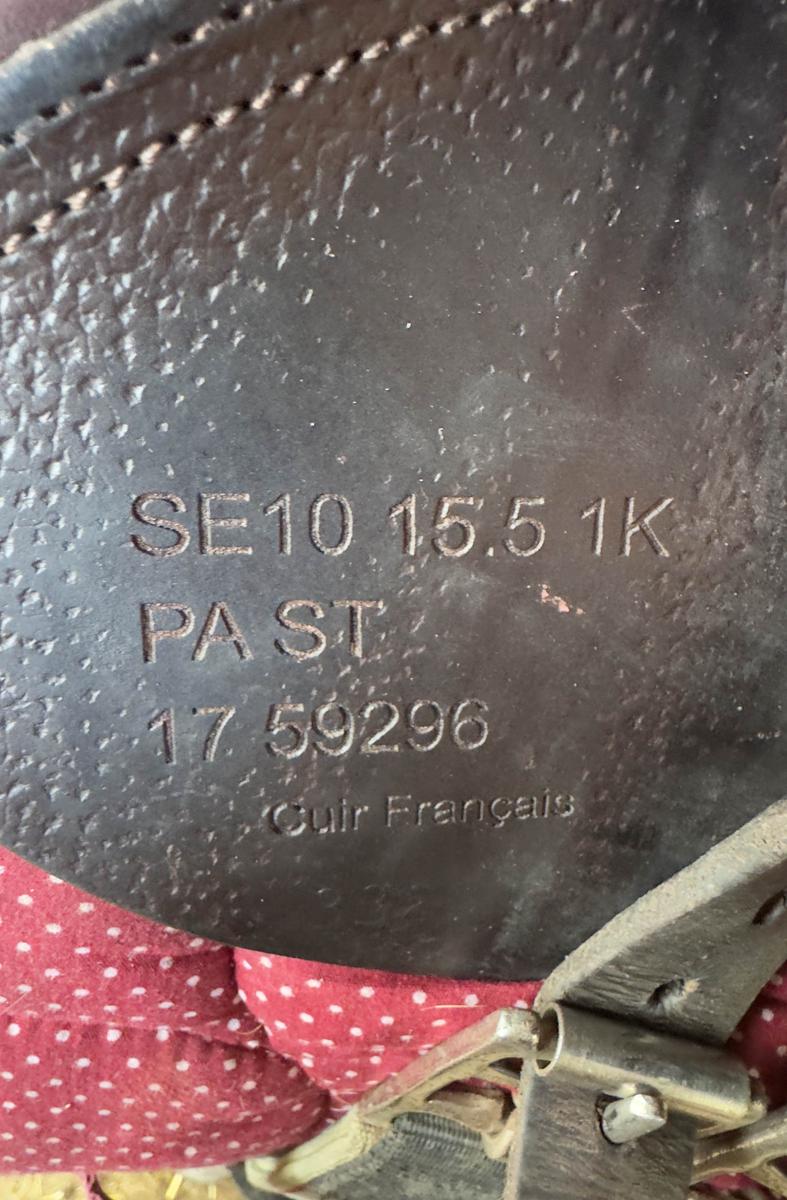 SE10 15.5 1K
PA ST
17 59296
Cuir Français